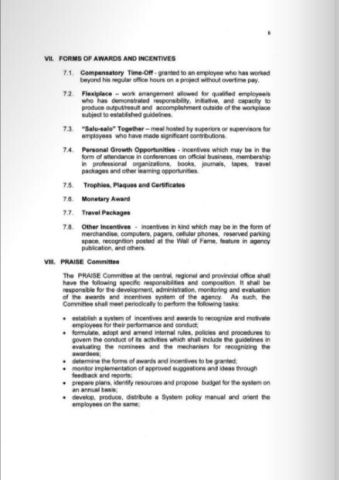 8
VII. FORMS OF AWARDS AND INCENTIVES
7.1. Compensatory Time-Off - granted to an employee who has worked
beyond his regular office hours on a project without overtime pay.
7.2. Flexiplace – work arrangement allowed for qualified employee/s
who has demonstrated responsibility, initiative, and capacity to
produce output/result and accomplishment outside of the workplace
subject to established guidelines.
7.3. "Salu-salo" Together – meal hosted by superiors or supervisors for
employees who have made significant contributions.
7.4. Personal Growth Opportunities - incentives which may be in the
form of attendance in conferences on official business, membership
in professional organizations, books, journals, tapes, travel
packages and other learning opportunities.
7.5. Trophies, Plaques and Certificates
7.6. Monetary Award
7.7. Travel Packages
7.8. Other Incentives - incentives in kind which may be in the form of
merchandise, computers, pagers, cellular phones, reserved parking
space, recognition posted at the Wall of Fame, feature in agency
publication, and others.
VIII. PRAISE Committee
The PRAISE Committee at the central, regional and provincial office shall
have the following specific responsibilities and composition. It shall be
responsible for the development, administration, monitoring and evaluation
of the awards and incentives system of the agency. As such, the
Committee shall meet periodically to perform the following tasks:
• establish a system of incentives and awards to recognize and motivate
employees for their performance and conduct;
• formulate, adopt and amend internal rules, policies and procedures to
govern the conduct of its activities which shall include the guidelines in
evaluating the nominees and the mechanism for recognizing the
awardees;
• determine the forms of awards and incentives to be granted;
• monitor implementation of approved suggestions and ideas through
feedback and reports;
• prepare plans, identify resources and propose budget for the system on
an annual basis;
• develop, produce, distribute a System policy manual and orient the
employees on the same;